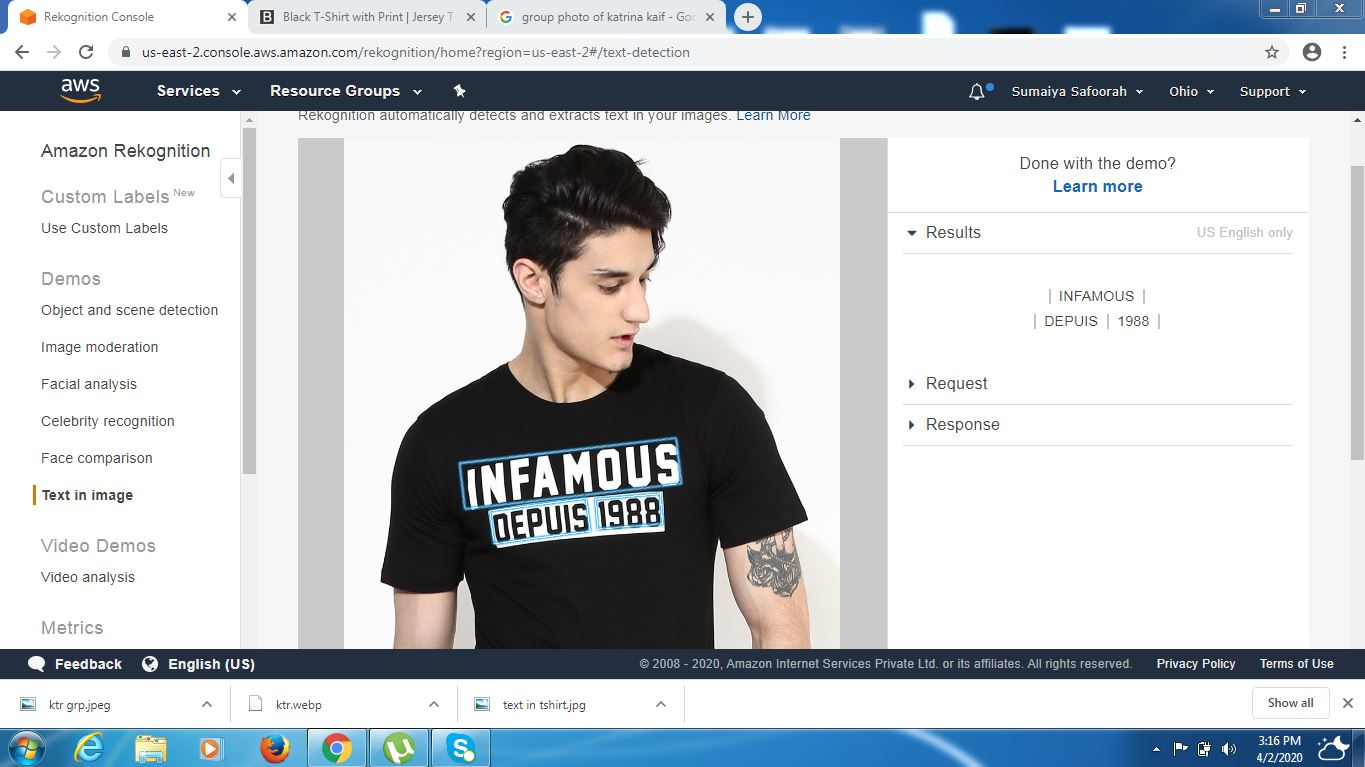 Rekognition Console
Black T-Shirt with Print | Jersey T-
group photo of katrina kaif - Goo
us-east-2.console.aws.amazon.com/rekognition/home?region=us-east-2#/text-detection
aws
Services
Resource Groups
Sumaiya Safoorah
Ohio
Support
Amazon Rekognition
Custom Labels New
Use Custom Labels
Demos
Object and scene detection
Image moderation
Facial analysis
Celebrity recognition
Face comparison
Text in image
Video Demos
Video analysis
Metrics
Rekognition automatically detects and extracts text in your images. Learn More
INFAMOUS
DEPUIS 1988
Done with the demo?
Learn more
Results
US English only
| INFAMOUS |
| DEPUIS | 1988 |
Request
Response
Feedback
English (US)
© 2008 - 2020, Amazon Internet Services Private Ltd. or its affiliates. All rights reserved.
Privacy Policy
Terms of Use
ktr grp.jpeg
ktr.webp
text in tshirt.jpg
Show all
3:16 PM
4/2/2020